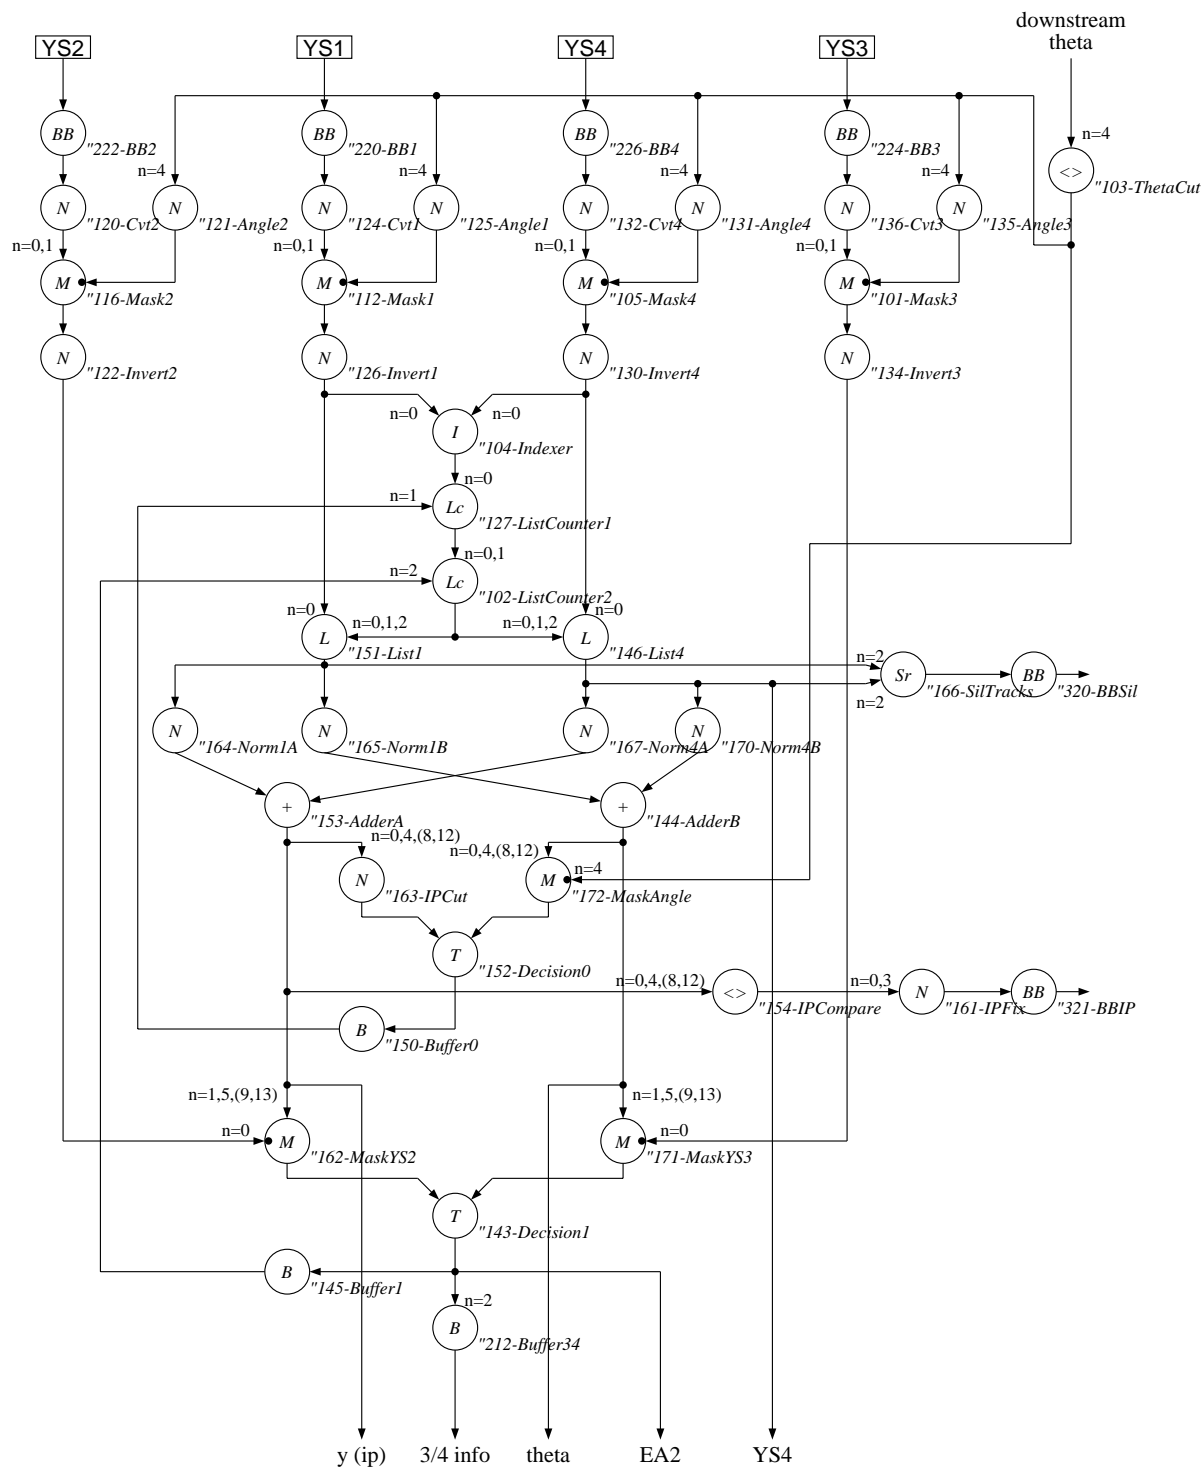 downstream
theta
YS2 YS1 YS4 YS3
n=4
BB BB BB BB <>
"222-BB2 "220-BB1 "226-BB4 "224-BB3 "103-ThetaCut
n=4 n=4 n=4 n=4
N N N N N N N N
"120-Cvt2 "121-Angle2 "124-Cvt1 "125-Angle1 "132-Cvt4 "131-Angle4 "136-Cvt3 "135-Angle3
n=0,1 n=0,1 n=0,1 n=0,1
M M M M
"116-Mask2 "112-Mask1 "105-Mask4 "101-Mask3
N N N N
"122-Invert2 "126-Invert1 "130-Invert4 "134-Invert3
n=0 n=0
I
"104-Indexer
n=0
n=1
Lc
"127-ListCounter1
n=0,1
n=2
Lc
"102-ListCounter2
n=0 n=0
n=0,1,2 n=0,1,2
L L
"151-List1 "146-List4
n=2
Sr BB
"166-SilTracks "320-BBSil
n=2
N N N N
"164-Norm1A "165-Norm1B "167-Norm4A "170-Norm4B
+ +
"153-AdderA "144-AdderB
n=0,4,(8,12)
n=0,4,(8,12)
n=4
N M
"163-IPCut "172-MaskAngle
T
"152-Decision0
n=0,4,(8,12) n=0,3
<> N BB
"154-IPCompare "161-IPFix "321-BBIP
B
"150-Buffer0
n=1,5,(9,13) n=1,5,(9,13)
n=0 n=0
M M
"162-MaskYS2 "171-MaskYS3
T
"143-Decision1
B
"145-Buffer1
n=2
B
"212-Buffer34
y (ip) 3/4 info theta EA2 YS4